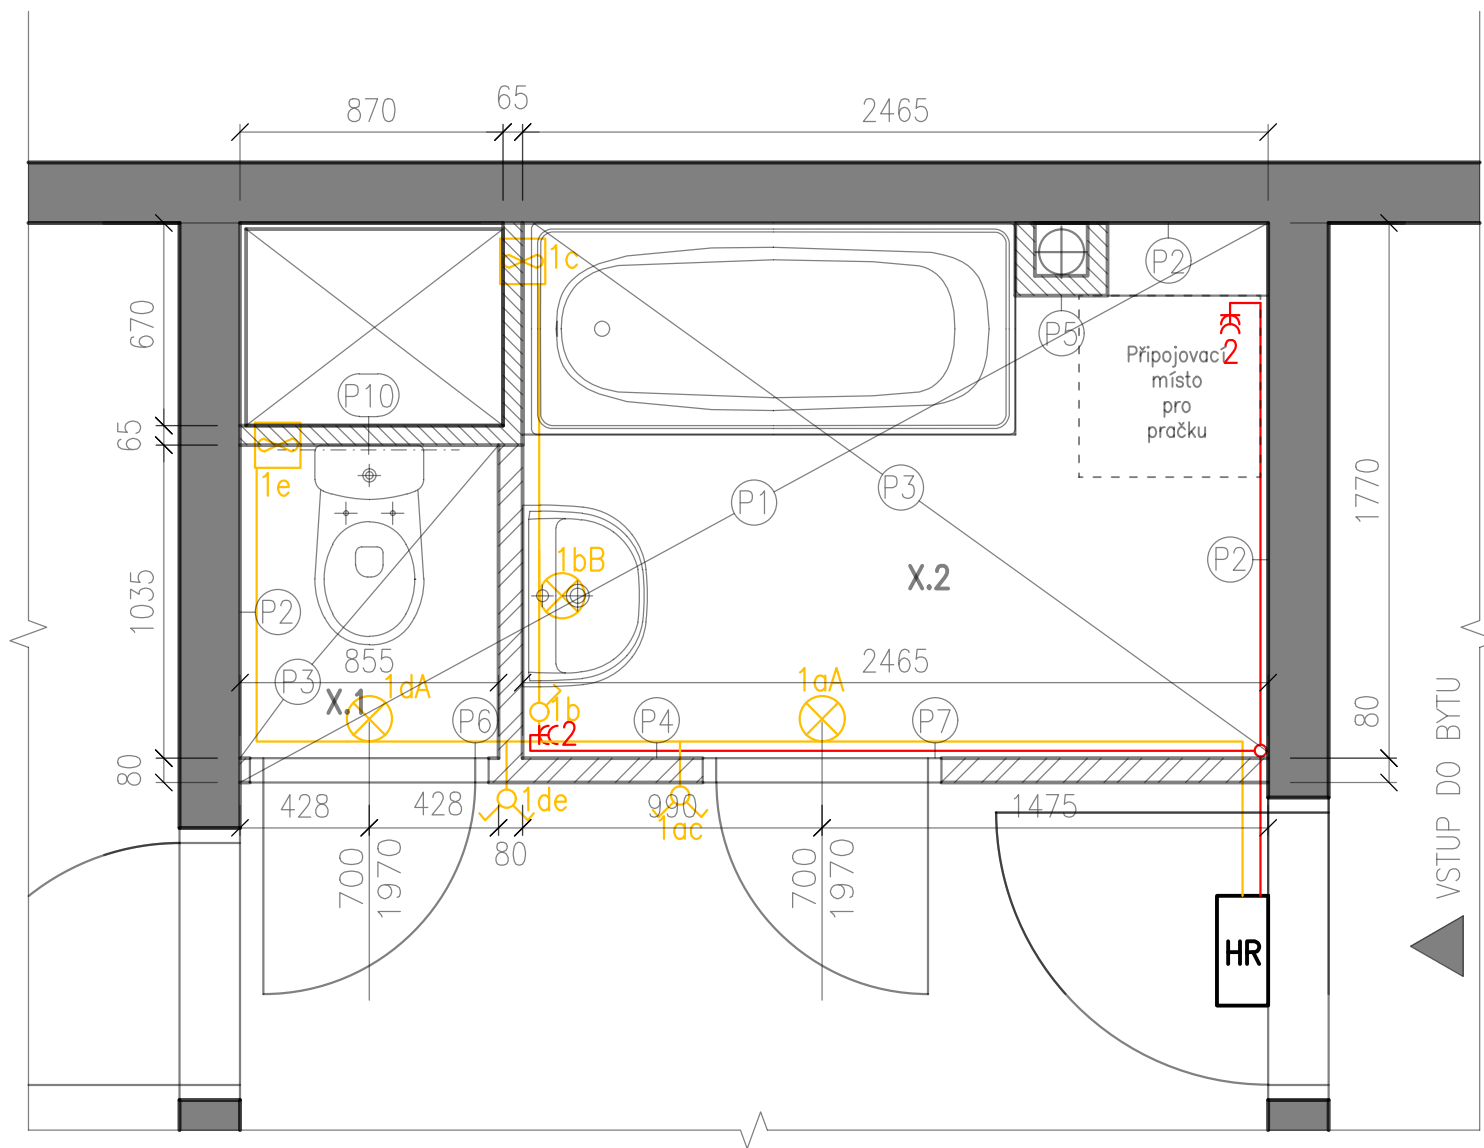 870
65
2465
1c
P2
670
P5
2
Připojovací
místo
pro
pračku
P10
65
1e
P1
P3
1770
1035
1bB
X.2
P2
P2
855
2465
P3
1dA
1aA
X.1
P6
1b
P4
P7
80
2
80
428
428
1de
990
1475
1ac
80
700
1970
700
1970
HR
VSTUP DO BYTU